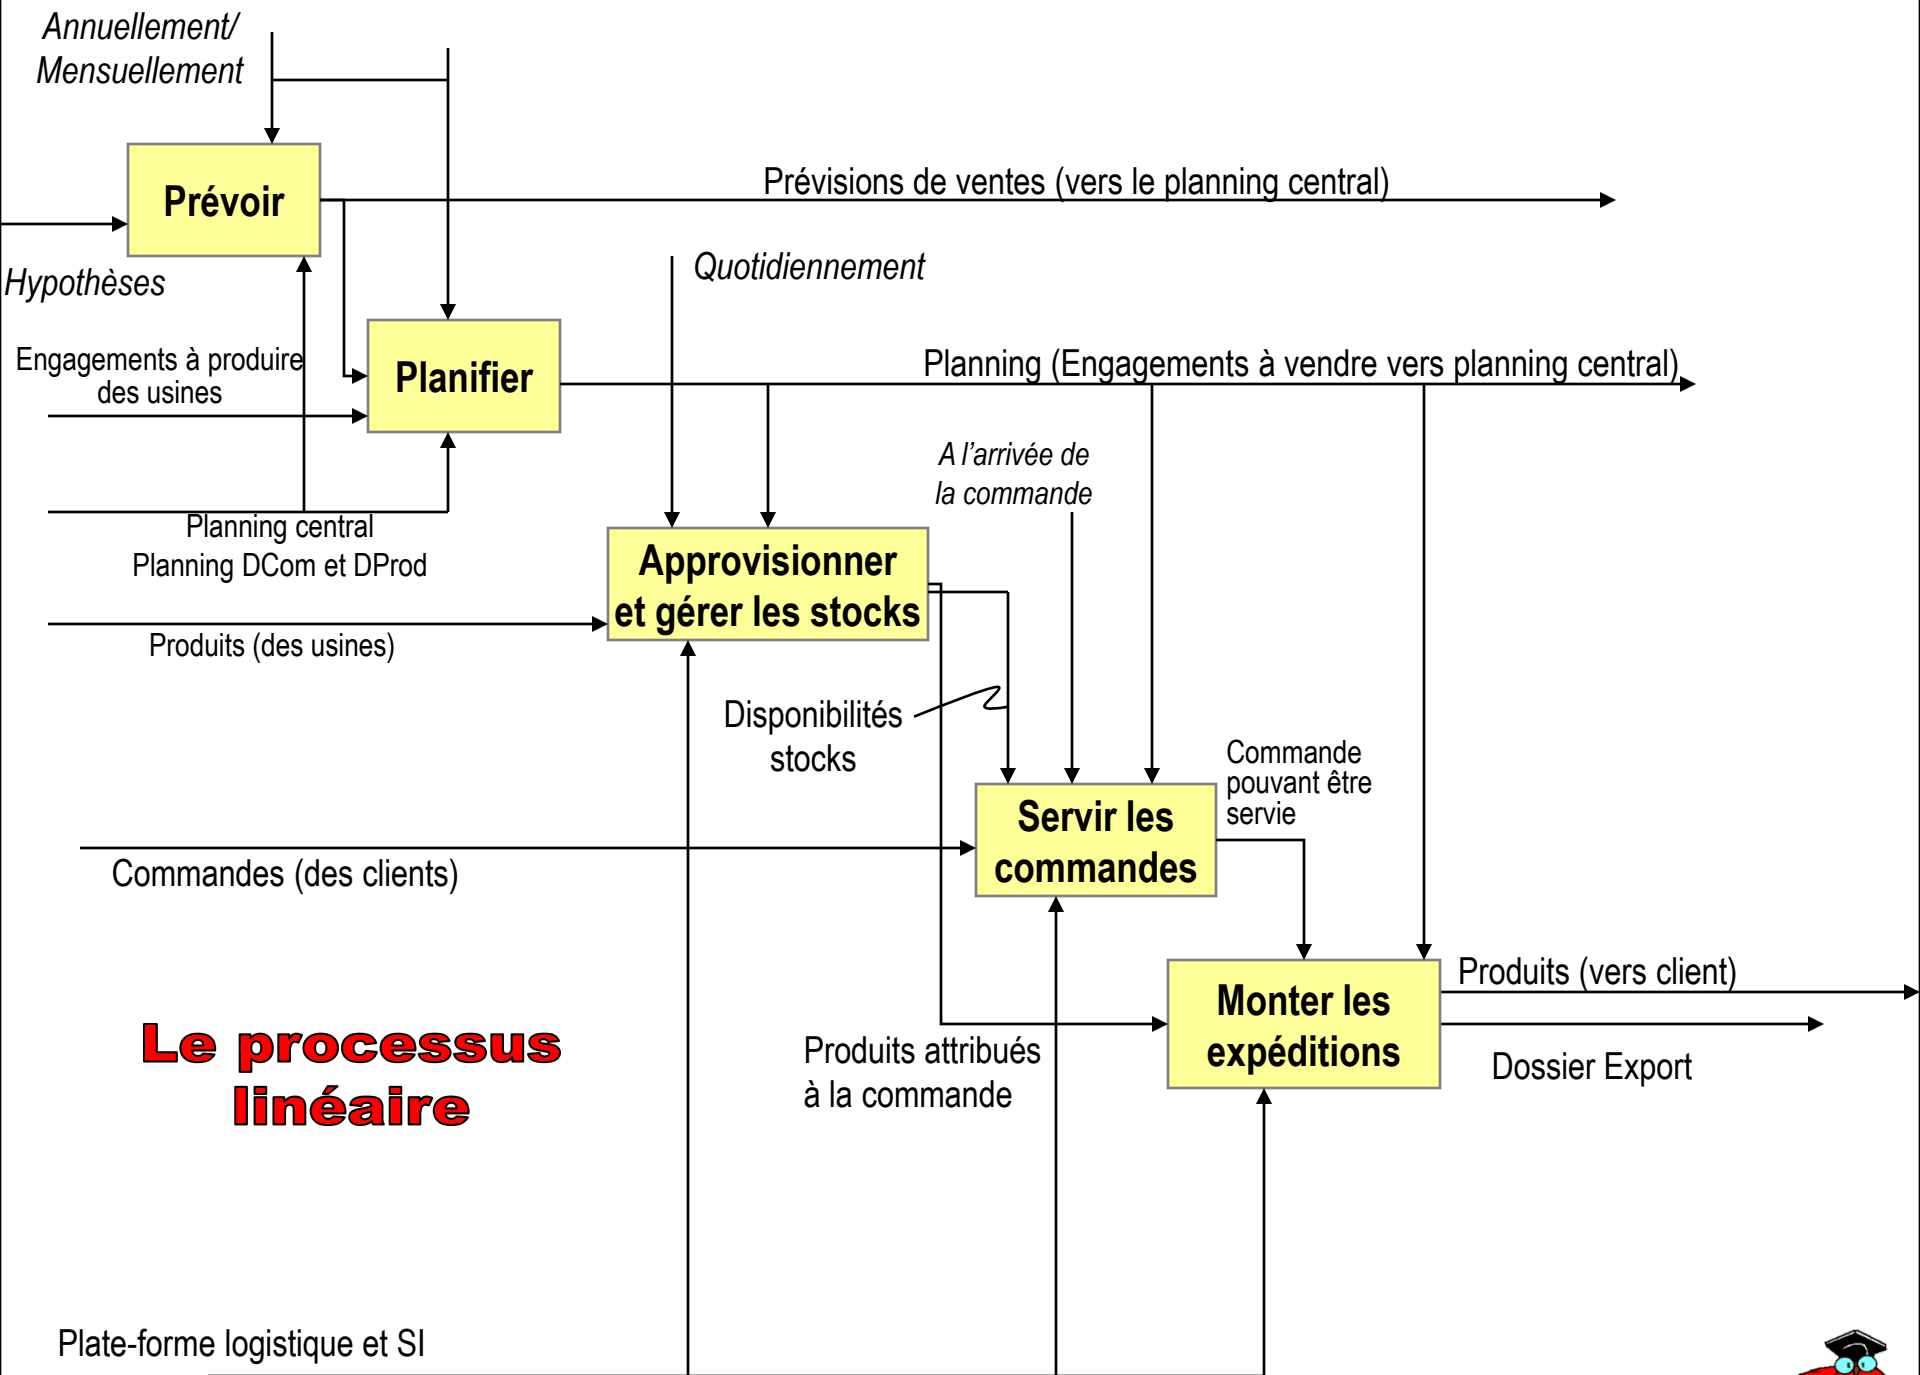 Annuellement/
Mensuellement
Prévoir
Prévisions de ventes (vers le planning central)
Hypothèses
Quotidiennement
Engagements à produire
des usines
Planifier
Planning (Engagements à vendre vers planning central)
A l’arrivée de
la commande
Planning central
Planning DCom et DProd
Approvisionner
et gérer les stocks
Produits (des usines)
Disponibilités
stocks
Commande
pouvant être
servie
Servir les
commandes
Commandes (des clients)
Produits (vers client)
Monter les
expéditions
Le processus
linéaire
Produits attribués
à la commande
Dossier Export
Plate-forme logistique et SI